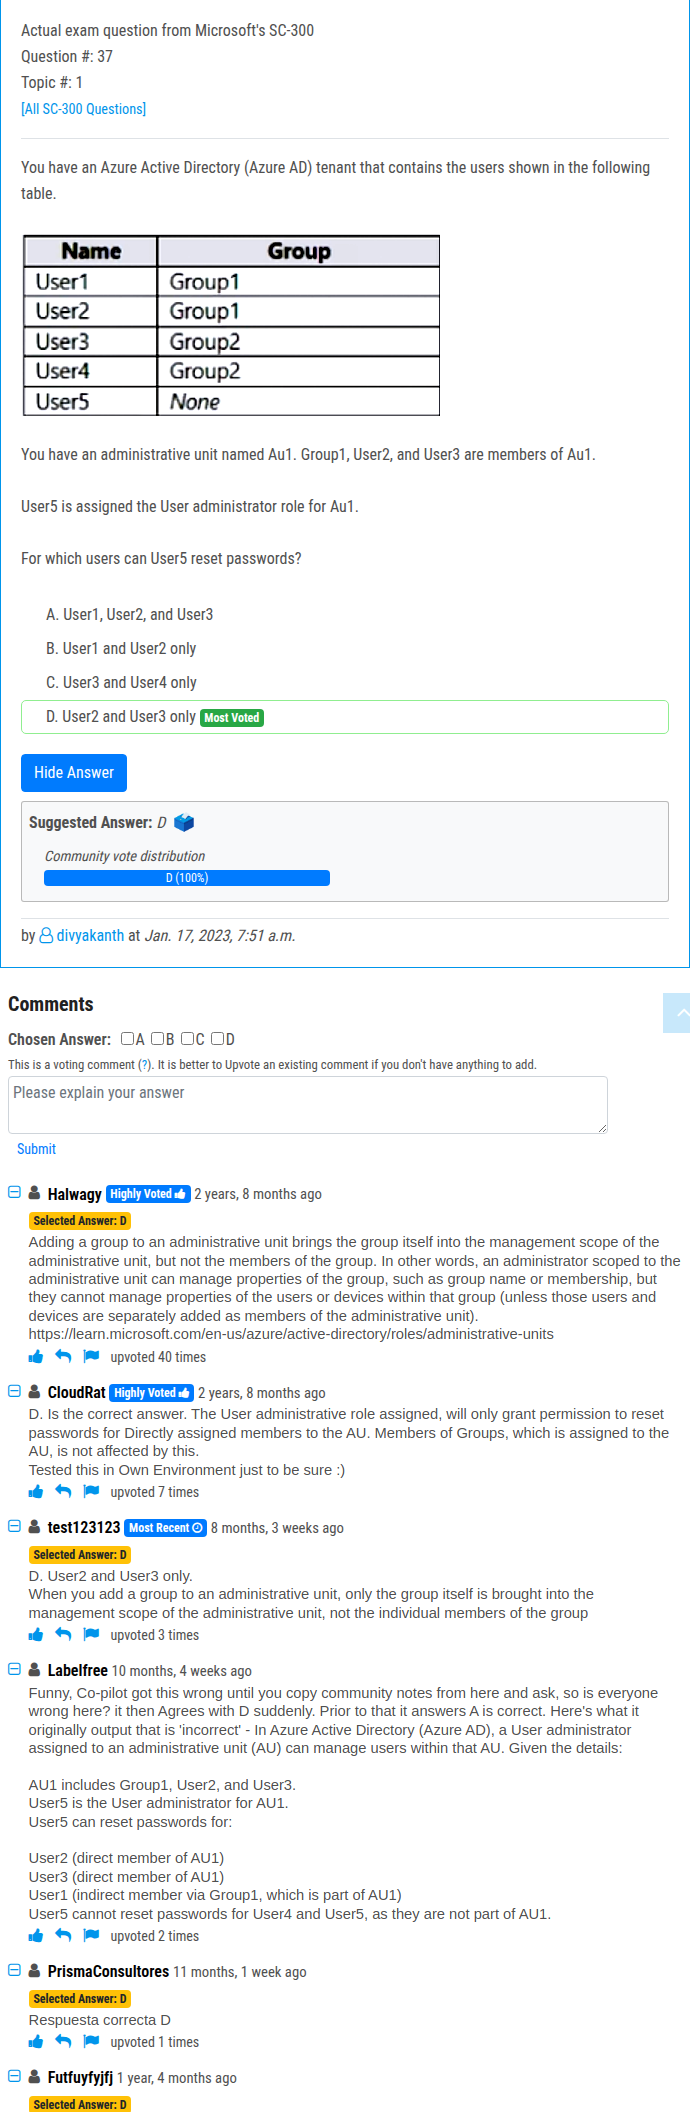 Actual exam question from Microsoft's SC-300
Question #: 37
Topic #: 1
[All SC-300 Questions]
You have an Azure Active Directory (Azure AD) tenant that contains the users shown in the following
table.
Name Group
User1 Group1
User2 Group1
User3 Group2
User4 Group2
User5 None
You have an administrative unit named Au1. Group1, User2, and User3 are members of Au1.
User5 is assigned the User administrator role for Au1.
For which users can User5 reset passwords?
A. User1, User2, and User3
B. User1 and User2 only
C. User3 and User4 only
D. User2 and User3 only Most Voted
Hide Answer
Suggested Answer: D
Community vote distribution
D (100%)
by divyakanth at Jan. 17, 2023, 7:51 a.m.
Comments
Chosen Answer: A B C D
This is a voting comment (?). It is better to Upvote an existing comment if you don't have anything to add.
Please explain your answer
Submit
Halwagy Highly Voted 2 years, 8 months ago
Selected Answer: D
Adding a group to an administrative unit brings the group itself into the management scope of the
administrative unit, but not the members of the group. In other words, an administrator scoped to the
administrative unit can manage properties of the group, such as group name or membership, but
they cannot manage properties of the users or devices within that group (unless those users and
devices are separately added as members of the administrative unit).
https://learn.microsoft.com/en-us/azure/active-directory/roles/administrative-units
upvoted 40 times
CloudRat Highly Voted 2 years, 8 months ago
D. Is the correct answer. The User administrative role assigned, will only grant permission to reset
passwords for Directly assigned members to the AU. Members of Groups, which is assigned to the
AU, is not affected by this.
Tested this in Own Environment just to be sure :)
upvoted 7 times
test123123 Most Recent 8 months, 3 weeks ago
Selected Answer: D
D. User2 and User3 only.
When you add a group to an administrative unit, only the group itself is brought into the
management scope of the administrative unit, not the individual members of the group
upvoted 3 times
Labelfree 10 months, 4 weeks ago
Funny, Co-pilot got this wrong until you copy community notes from here and ask, so is everyone
wrong here? it then Agrees with D suddenly. Prior to that it answers A is correct. Here's what it
originally output that is 'incorrect' - In Azure Active Directory (Azure AD), a User administrator
assigned to an administrative unit (AU) can manage users within that AU. Given the details:
AU1 includes Group1, User2, and User3.
User5 is the User administrator for AU1.
User5 can reset passwords for:
User2 (direct member of AU1)
User3 (direct member of AU1)
User1 (indirect member via Group1, which is part of AU1)
User5 cannot reset passwords for User4 and User5, as they are not part of AU1.
upvoted 2 times
PrismaConsultores 11 months, 1 week ago
Selected Answer: D
Respuesta correcta D
upvoted 1 times
Futfuyfyjfj 1 year, 4 months ago
Selected Answer: D